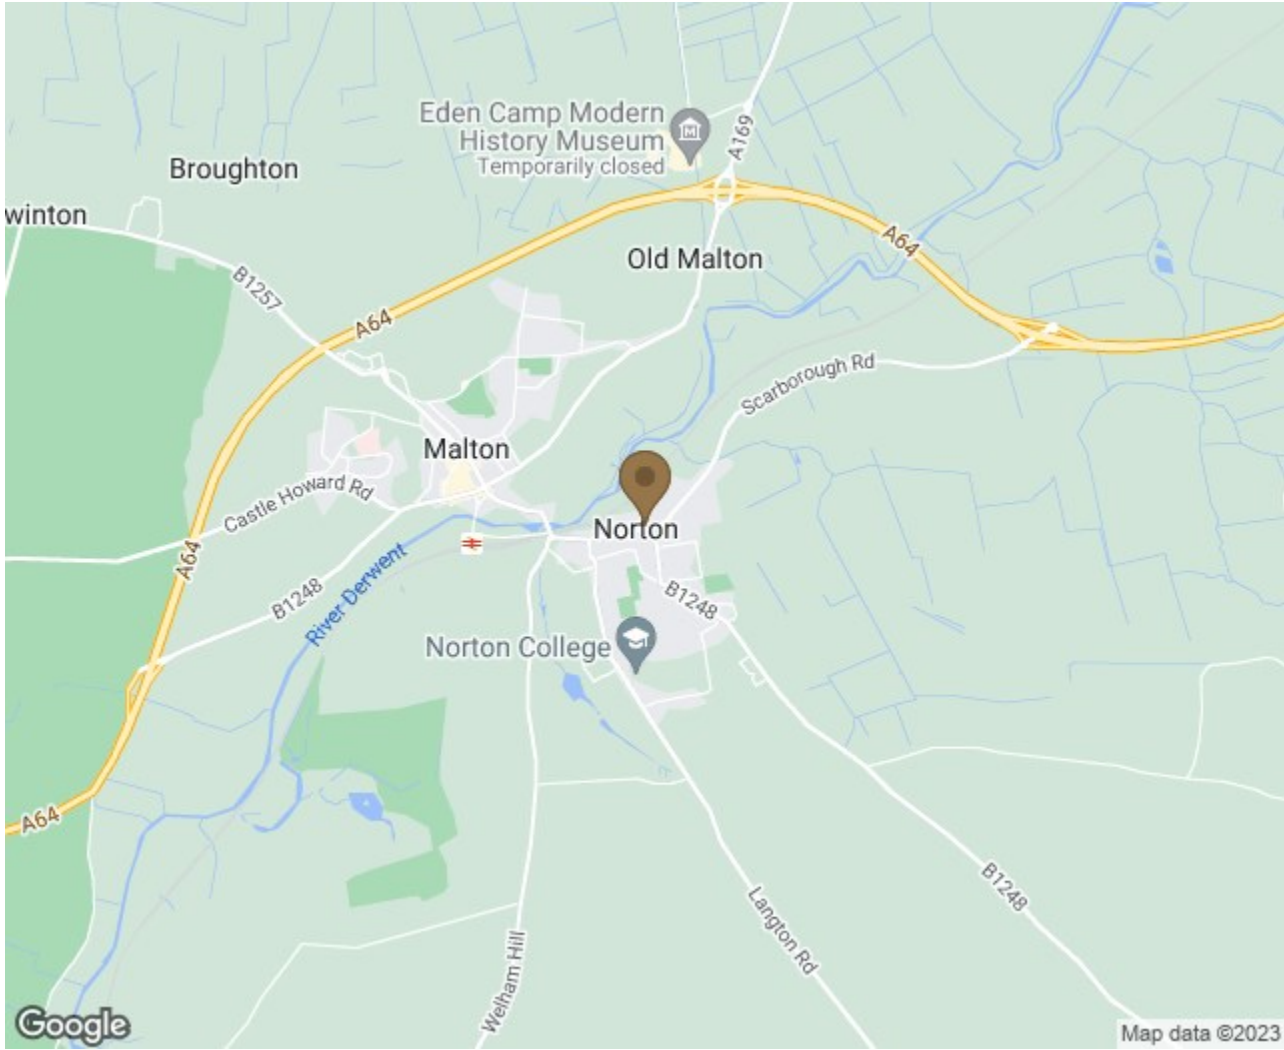 Eden Camp Modern
History Museum
Temporarily closed
A169
Broughton
winton
Old Malton
A64
B1257
A64
Scarborough Rd
Malton
Castle Howard Rd
Norton
A64
River Derwent
B1248
B1248
Norton College
A64
B1248
Langton Rd
Welham Hill
Google
Map data ©2023